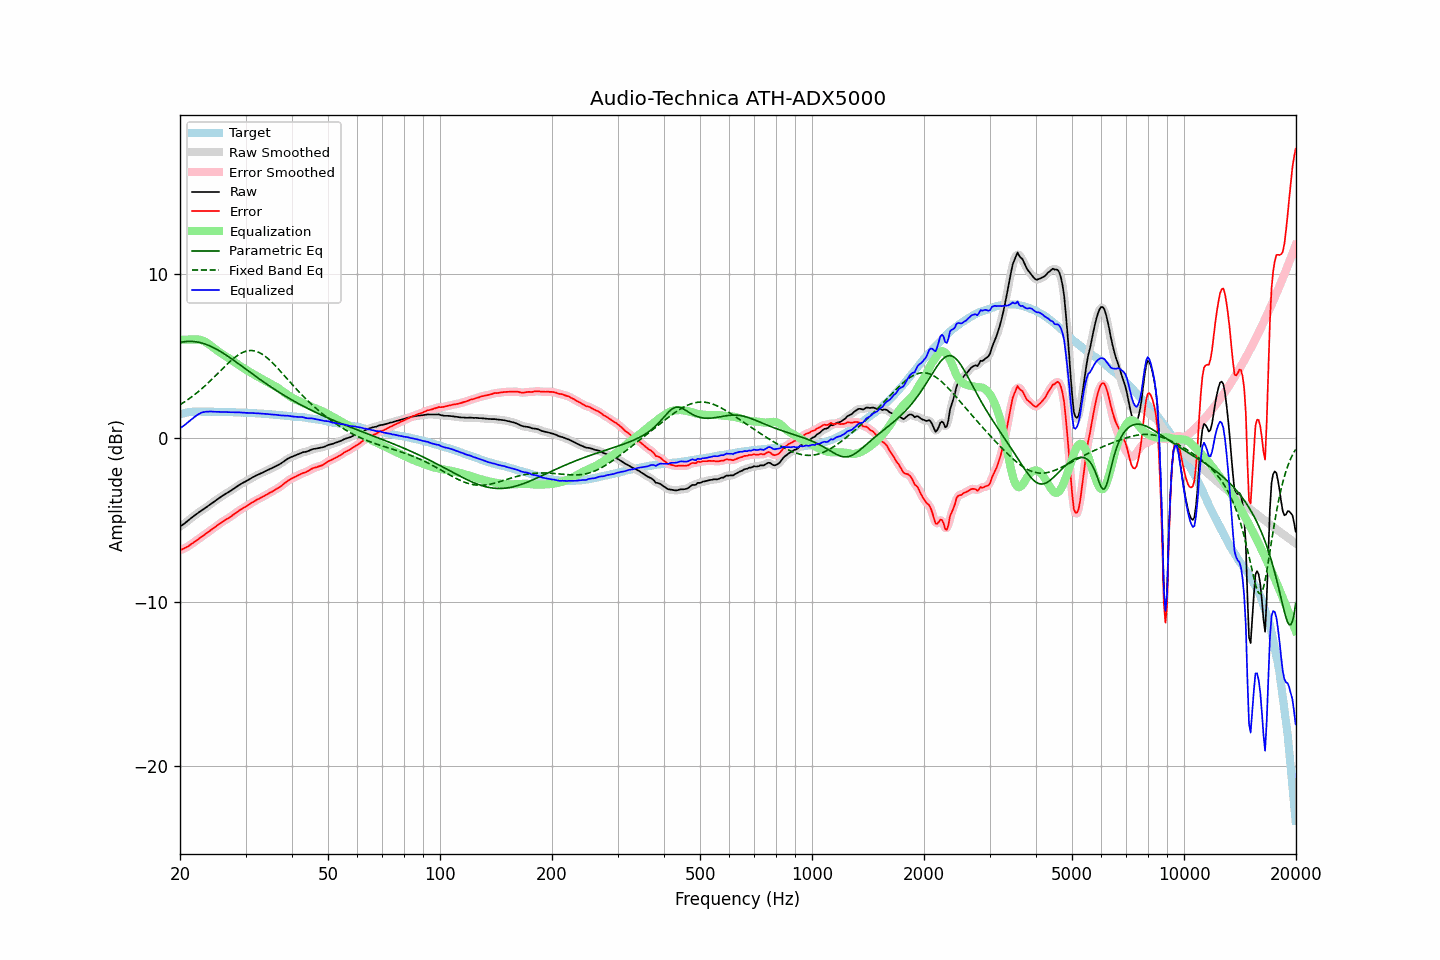 Audio-Technica ATH-ADX5000
Target
Raw Smoothed
Error Smoothed
Raw
Error
Equalization
Parametric Eq
Fixed Band Eq
Equalized
10
0
−10
−20
Amplitude (dBr)
20 50 100 200 500 1000 2000 5000 10000 20000
Frequency (Hz)